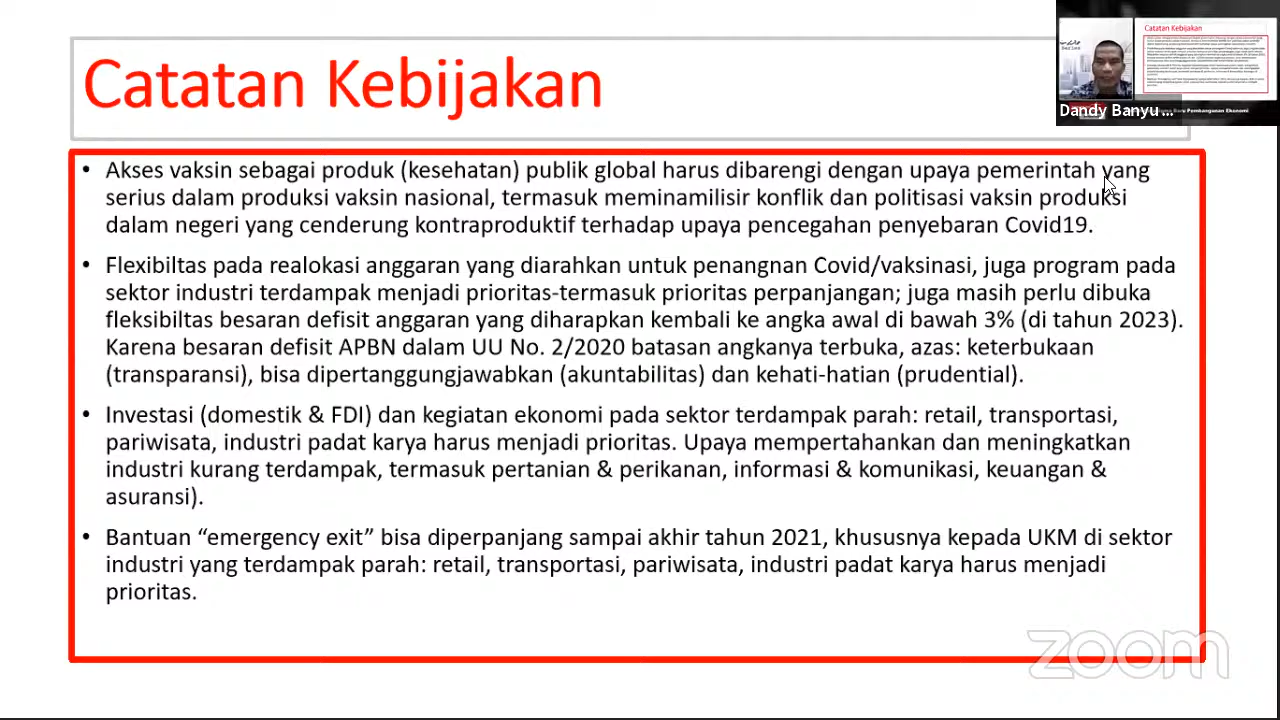 Catatan Kebijakan
Catatan Kebijakan
Dandy Banyu ...
Pembangunan Ekonomi
• Akses vaksin sebagai produk (kesehatan) publik global harus dibarengi dengan upaya pemerintah yang
serius dalam produksi vaksin nasional, termasuk meminamilisir konflik dan politisasi vaksin produksi
dalam negeri yang cenderung kontraproduktif terhadap upaya pencegahan penyebaran Covid19.
• Flexibiltas pada realokasi anggaran yang diarahkan untuk penangnan Covid/vaksinasi, juga program pada
sektor industri terdampak menjadi prioritas-termasuk prioritas perpanjangan; juga masih perlu dibuka
fleksibiltas besaran defisit anggaran yang diharapkan kembali ke angka awal di bawah 3% (di tahun 2023).
Karena besaran defisit APBN dalam UU No. 2/2020 batasan angkanya terbuka, azas: keterbukaan
(transparansi), bisa dipertanggungjawabkan (akuntabilitas) dan kehati-hatian (prudential).
• Investasi (domestik & FDI) dan kegiatan ekonomi pada sektor terdampak parah: retail, transportasi,
pariwisata, industri padat karya harus menjadi prioritas. Upaya mempertahankan dan meningkatkan
industri kurang terdampak, termasuk pertanian & perikanan, informasi & komunikasi, keuangan &
asuransi).
• Bantuan “emergency exit” bisa diperpanjang sampai akhir tahun 2021, khususnya kepada UKM di sektor
industri yang terdampak parah: retail, transportasi, pariwisata, industri padat karya harus menjadi
prioritas.
zoom